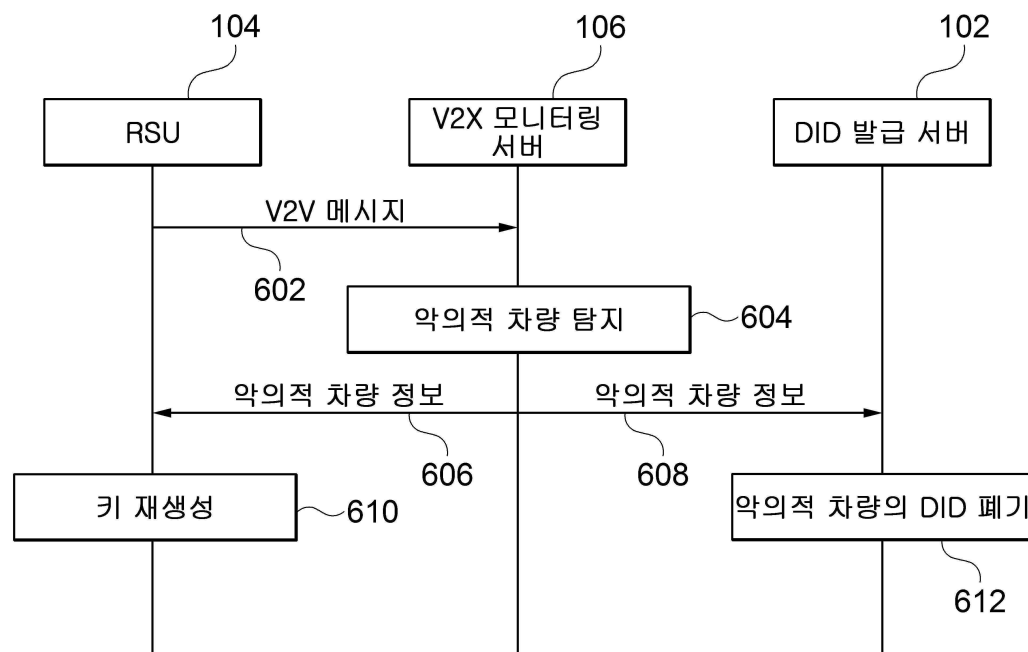 104
106
102
RSU
V2X 모니터링
서버
DID 발급 서버
V2V 메시지
602
악의적 차량 탐지
604
악의적 차량 정보
악의적 차량 정보
606
608
키 재생성
610
악의적 차량의 DID 폐기
612